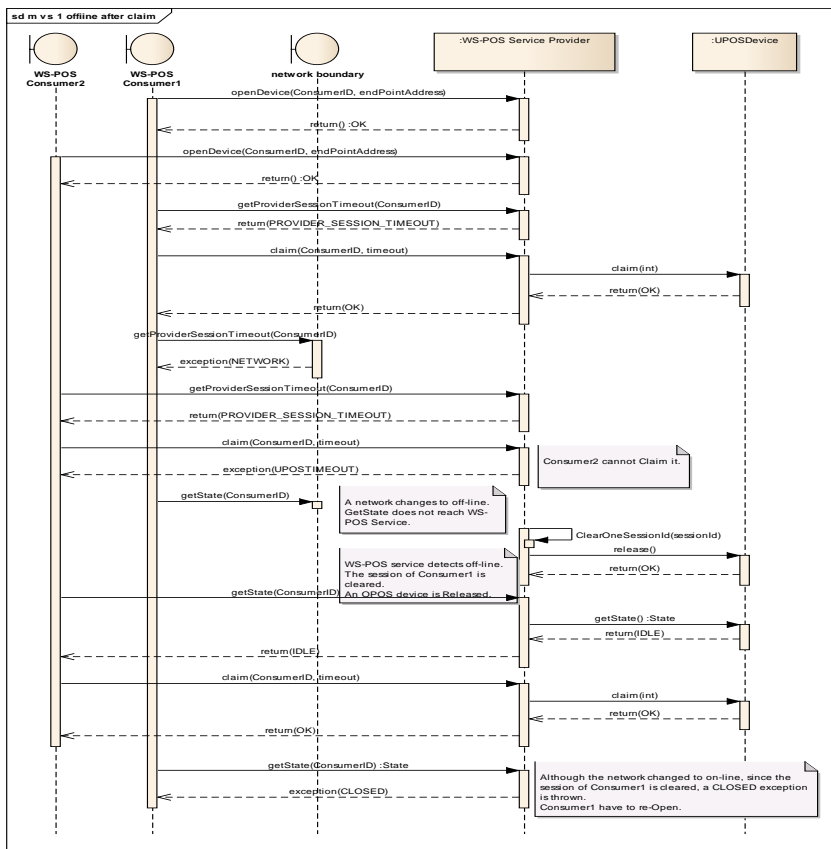 sd m v s 1 offline after claim
WS-POS
Consumer2
WS-POS
Consumer1
network boundary
:WS-POS Service Provider
:UPOSDevice
openDevice(ConsumerID, endPointAddress)
return() :OK
openDevice(ConsumerID, endPointAddress)
return() :OK
getProviderSessionTimeout(ConsumerID)
return(PROVIDER_SESSION_TIMEOUT)
claim(ConsumerID, timeout)
claim(int)
return(OK)
return(OK)
getProviderSessionTimeout(ConsumerID)
exception(NETWORK)
getProviderSessionTimeout(ConsumerID)
return(PROVIDER_SESSION_TIMEOUT)
claim(ConsumerID, timeout)
exception(UPOSTIMEOUT)
Consumer2 cannot Claim it.
getState(ConsumerID)
A network changes to off-line.
GetState does not reach WS-
POS Service.
ClearOneSessionId(sessionId)
release()
return(OK)
WS-POS service detects off-line.
The session of Consumer1 is
cleared.
An OPOS device is Released.
getState(ConsumerID)
getState() :State
return(IDLE)
return(IDLE)
claim(ConsumerID, timeout)
claim(int)
return(OK)
return(OK)
getState(ConsumerID) :State
exception(CLOSED)
Although the network changed to on-line, since the
session of Consumer1 is cleared, a CLOSED exception
is thrown.
Consumer1 have to re-Open.